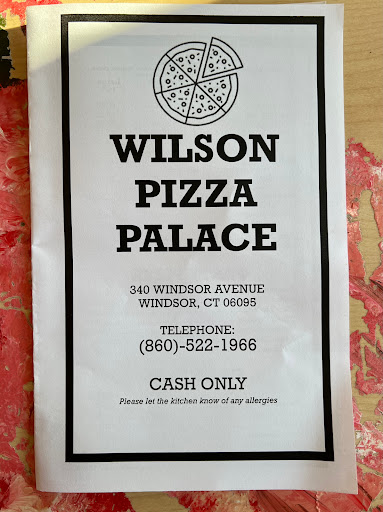 WILSON
PIZZA
PALACE
340 WINDSOR AVENUE
WINDSOR, CT 06095
TELEPHONE:
(860)-522-1966
CASH ONLY
Please let the kitchen know of any allergies